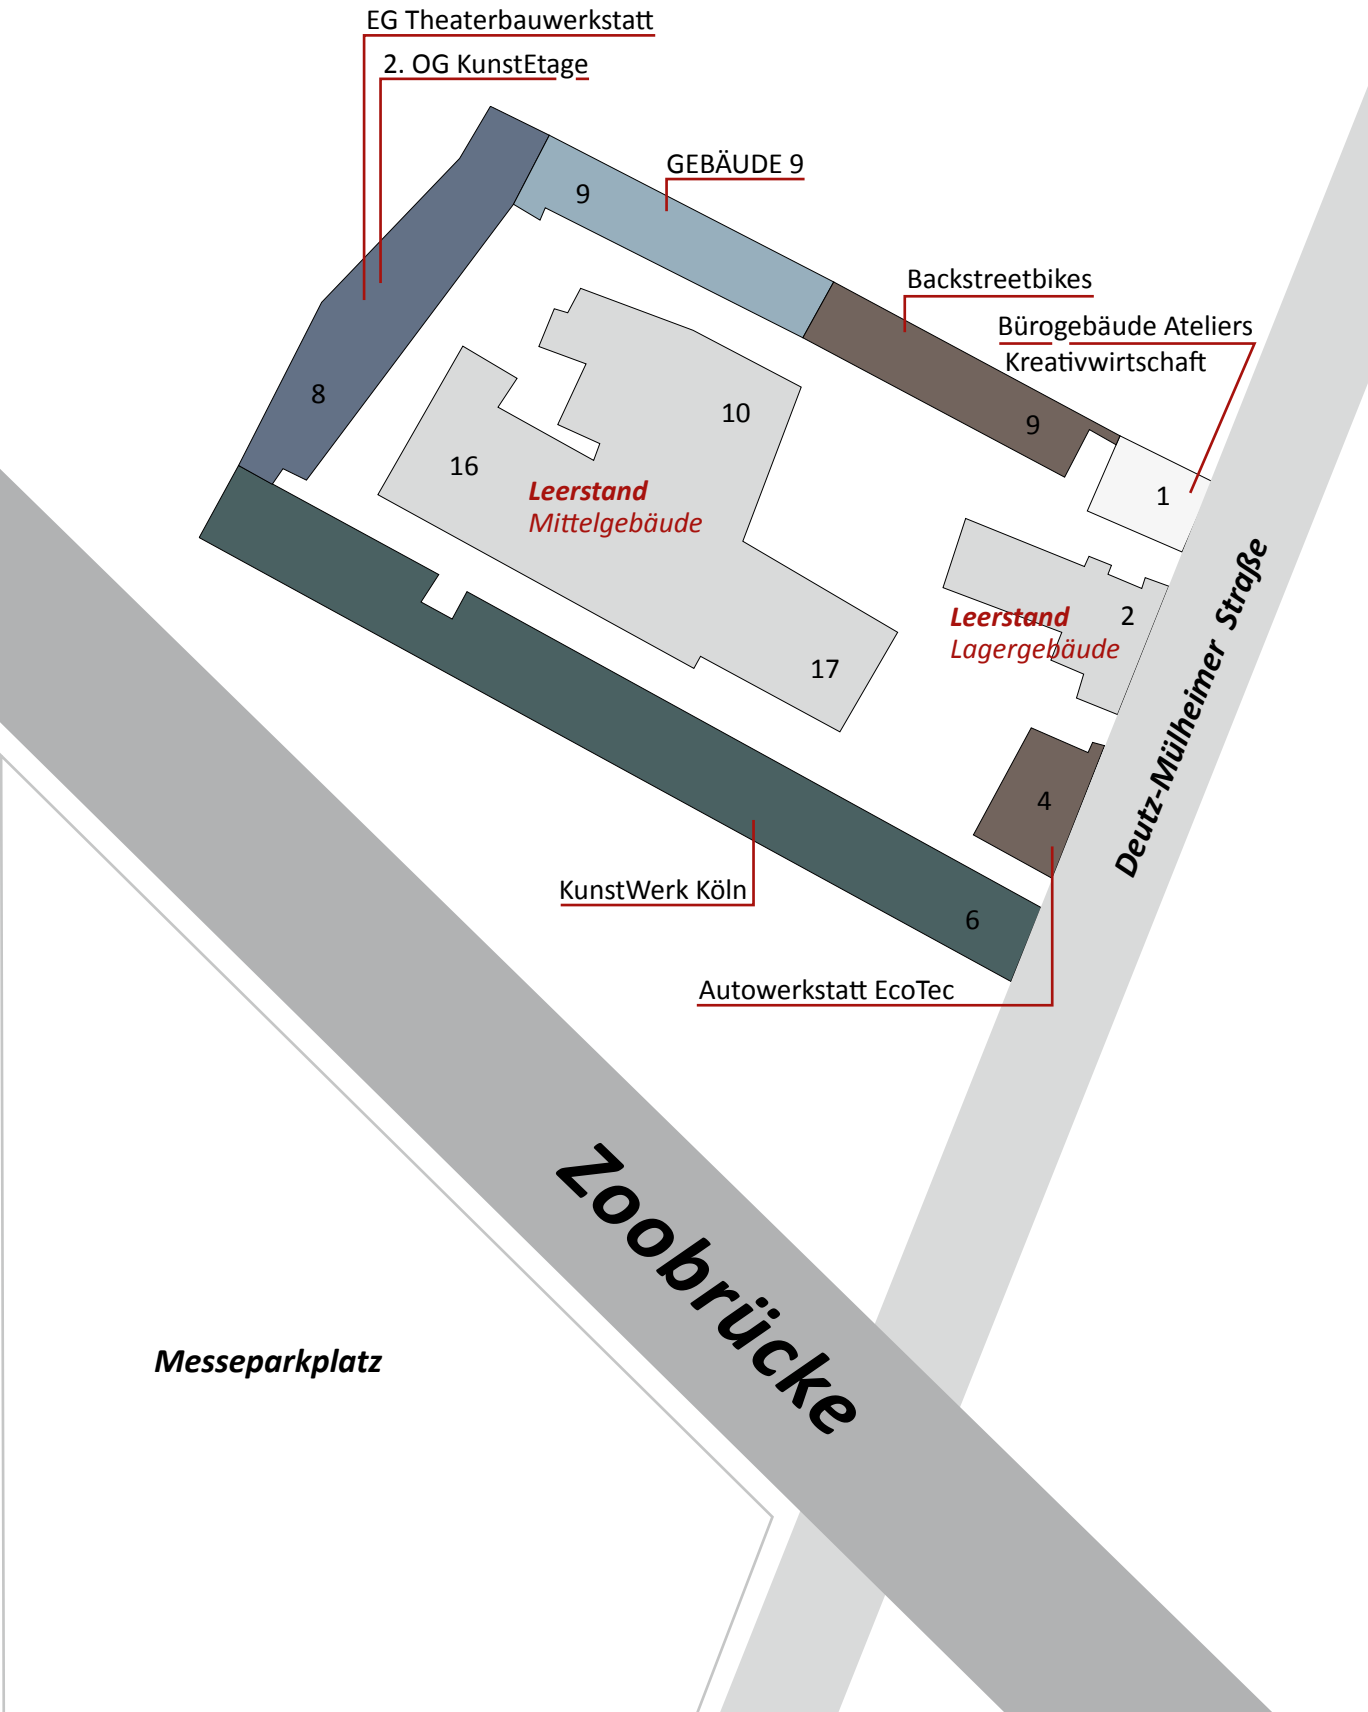 EG Theaterbauwerkstatt
2. OG KunstEtage
GEBÄUDE 9
9
Backstreetbikes
Bürogebäude Ateliers
Kreativwirtschaft
8
10
9
16
1
Leerstand
Mittelgebäude
2
Leerstand
Lagergebäude
17
Deutz-Mülheimer Straße
4
KunstWerk Köln
6
Autowerkstatt EcoTec
Zoobrücke
Messeparkplatz